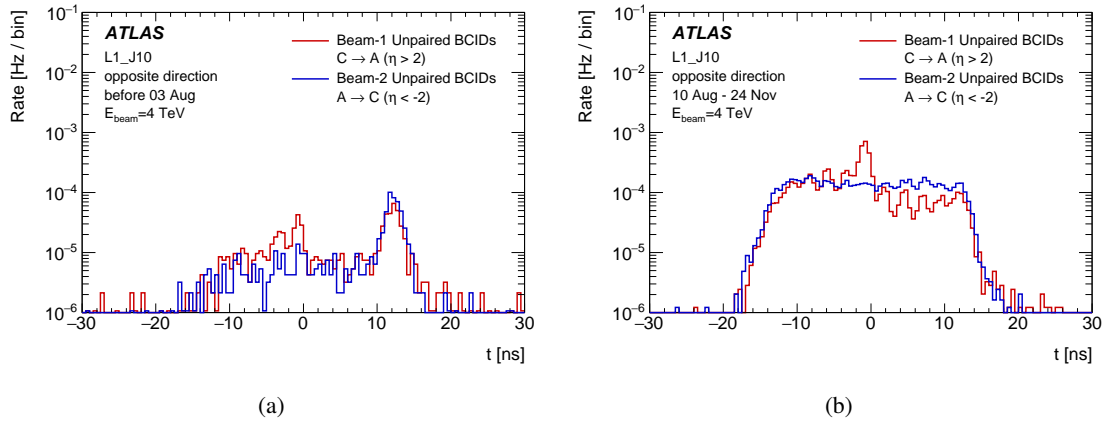 Rate [Hz / bin]
10⁻¹
10⁻¹
10⁻²
10⁻³
10⁻⁴
10⁻⁵
10⁻⁶
ATLAS
L1_J10
opposite direction
before 03 Aug
E_beam=4 TeV
Beam-1 Unpaired BCIDs
C → A (η > 2)
Beam-2 Unpaired BCIDs
A → C (η < -2)
−30 −20 −10 0 10 20 30
t [ns]
(a)
Rate [Hz / bin]
10⁻¹
10⁻¹
10⁻²
10⁻³
10⁻⁴
10⁻⁵
10⁻⁶
ATLAS
L1_J10
opposite direction
10 Aug - 24 Nov
E_beam=4 TeV
Beam-1 Unpaired BCIDs
C → A (η > 2)
Beam-2 Unpaired BCIDs
A → C (η < -2)
−30 −20 −10 0 10 20 30
t [ns]
(b)